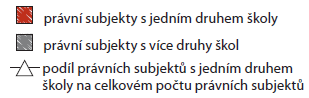 právní subjekty s jedním druhem školy
právní subjekty s více druhy škol
podíl právních subjektů s jedním druhem
školy na celkovém počtu právních subjektů